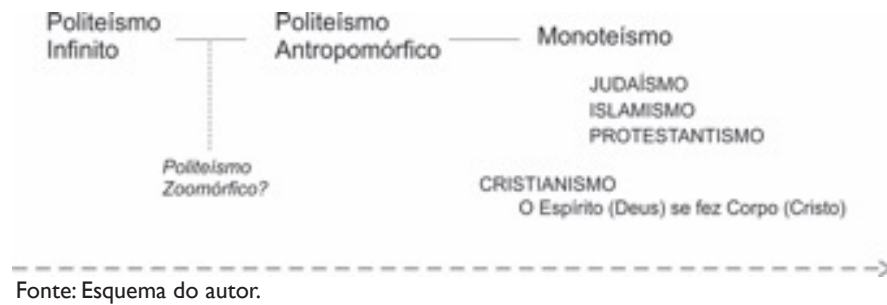 Politeísmo
Infinito
Politeísmo
Antropomórfico
Monoteísmo
JUDAÍSMO
ISLAMISMO
PROTESTANTISMO
Politeísmo
Zoomórfico?
CRISTIANISMO
O Espírito (Deus) se fez Corpo (Cristo)
Fonte: Esquema do autor.